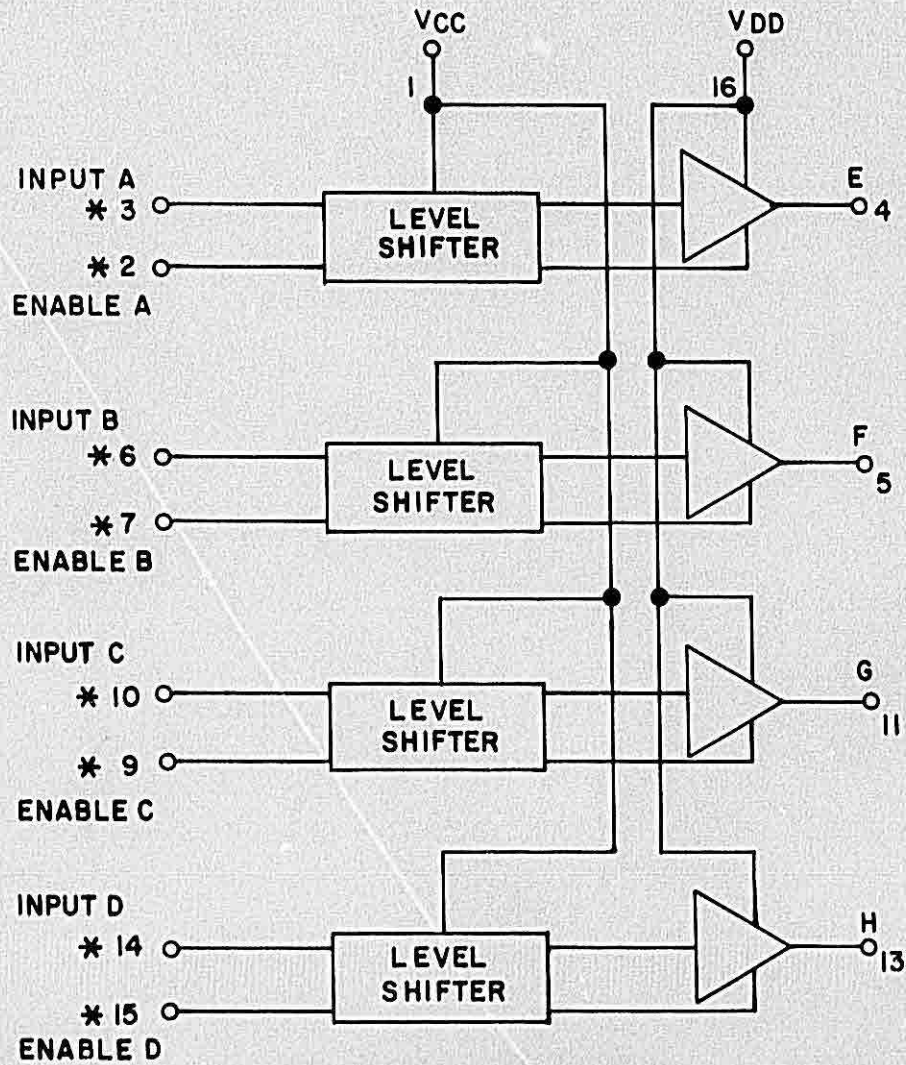 VCC
VDD
1
16
INPUT A
* 3
LEVEL
SHIFTER
E
4
* 2
ENABLE A
INPUT B
* 6
LEVEL
SHIFTER
F
5
* 7
ENABLE B
INPUT C
* 10
LEVEL
SHIFTER
G
11
* 9
ENABLE C
INPUT D
* 14
LEVEL
SHIFTER
H
13
* 15
ENABLE D